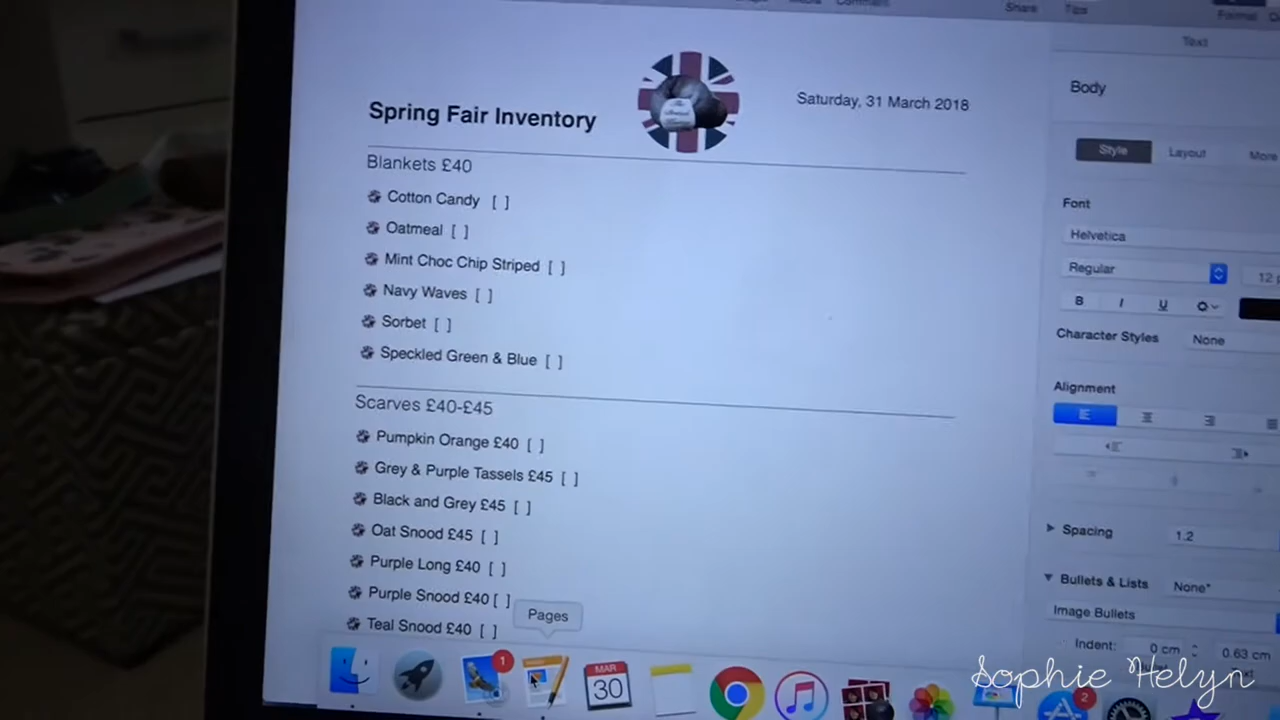 Share
Format
Text
Spring Fair Inventory
Saturday, 31 March 2018
Body
Style
Layout
More
Blankets £40
Cotton Candy [ ]
Oatmeal [ ]
Mint Choc Chip Striped [ ]
Navy Waves [ ]
Sorbet [ ]
Speckled Green & Blue [ ]
Font
Helvetica
Regular
12
B I U
Character Styles
None
Alignment
Scarves £40-£45
Pumpkin Orange £40 [ ]
Grey & Purple Tassels £45 [ ]
Black and Grey £45 [ ]
Oat Snood £45 [ ]
Purple Long £40 [ ]
Purple Snood £40 [ ]
Teal Snood £40 [ ]
Spacing
1.2
Bullets & Lists
None*
Image Bullets
Indent:
0 cm
0.63 cm
Pages
1
MAR
30
2
Sophie Helyn